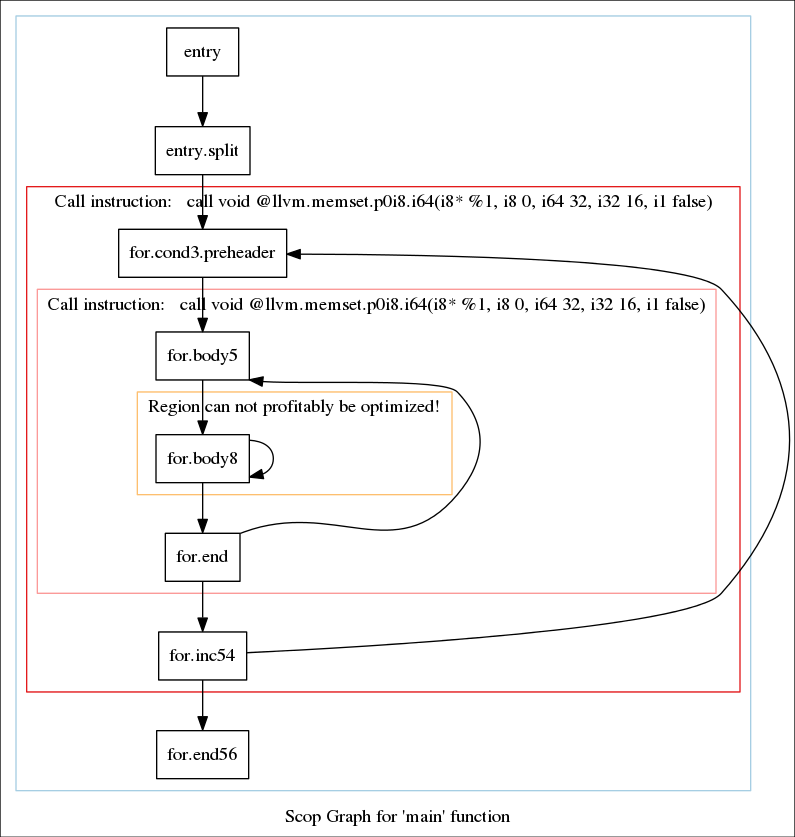 entry
entry.split
Call instruction: call void @llvm.memset.p0i8.i64(i8* %1, i8 0, i64 32, i32 16, i1 false)
for.cond3.preheader
Call instruction: call void @llvm.memset.p0i8.i64(i8* %1, i8 0, i64 32, i32 16, i1 false)
for.body5
Region can not profitably be optimized!
for.body8
for.end
for.inc54
for.end56
Scop Graph for 'main' function